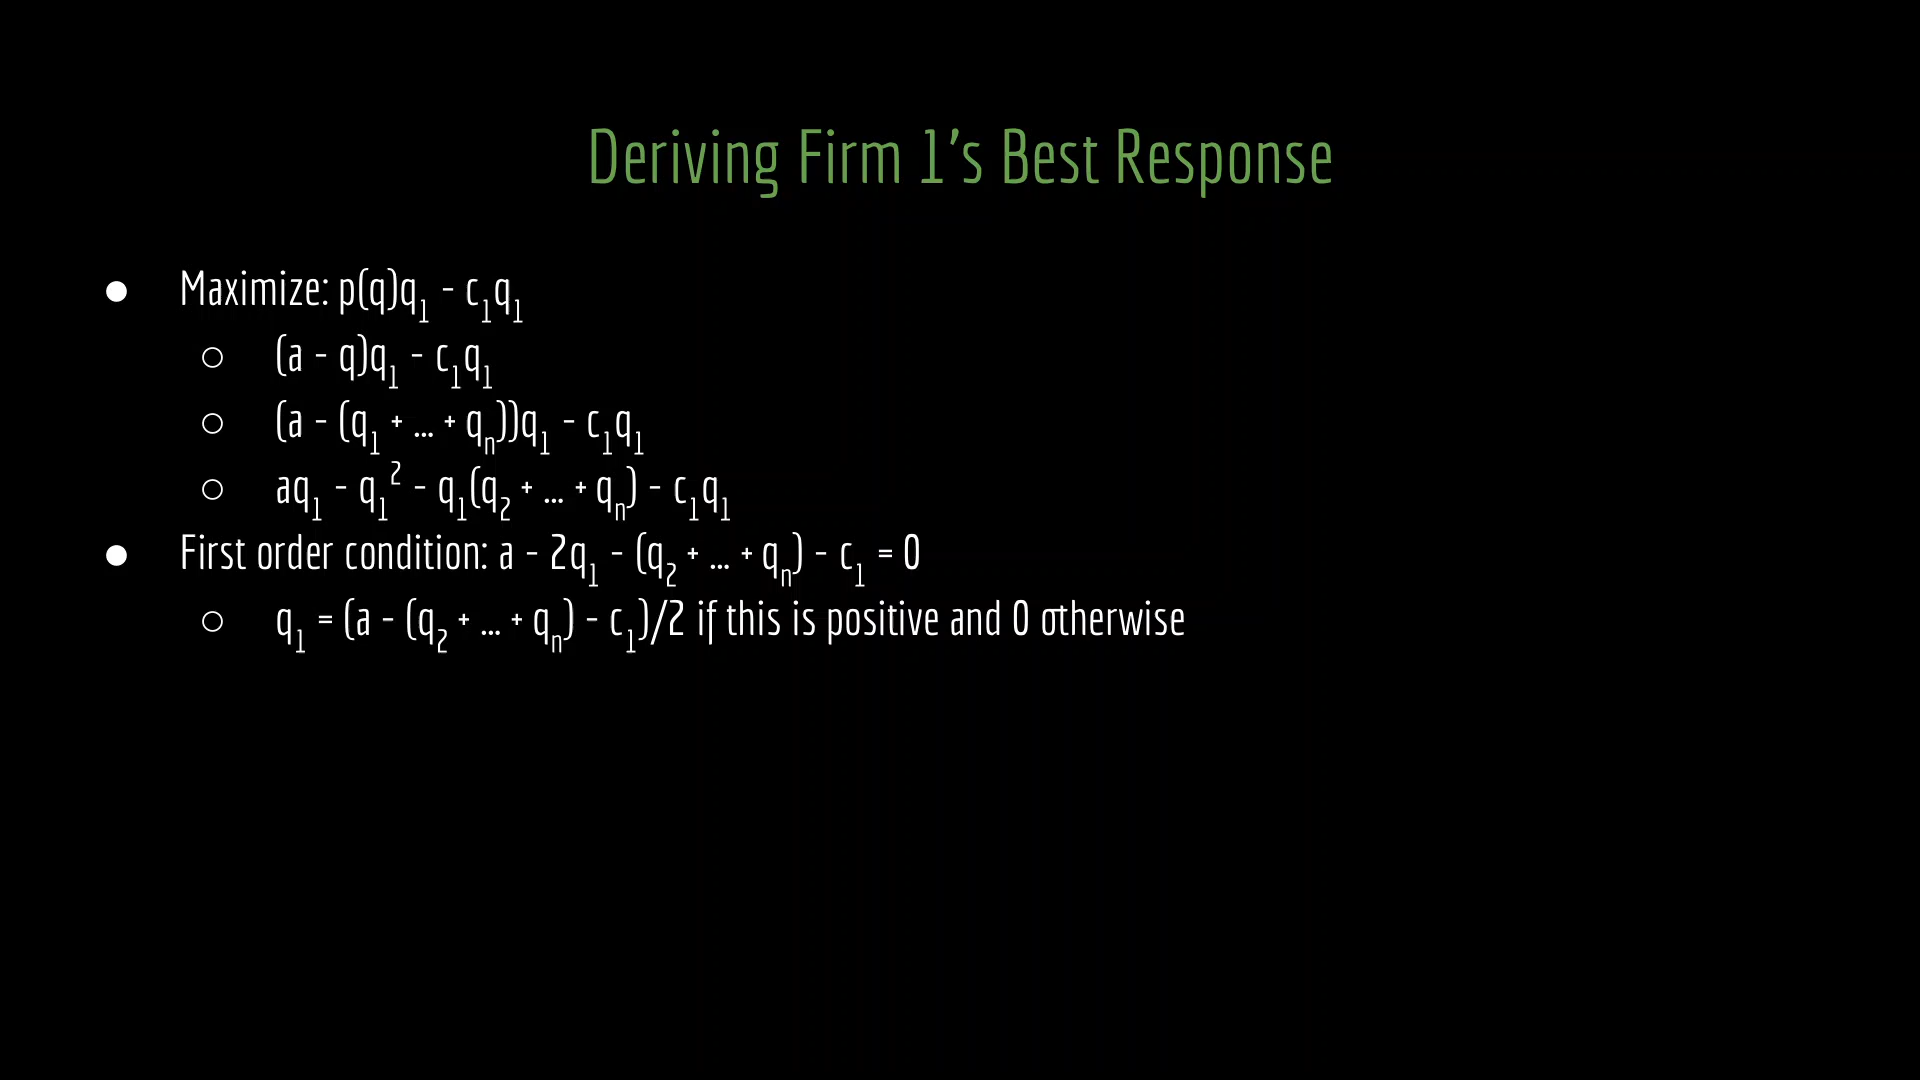 Deriving Firm 1's Best Response
● Maximize: p(q)q₁ - c₁q₁
○ (a - q)q₁ - c₁q₁
○ (a - (q₁ + ... + qₙ))q₁ - c₁q₁
○ aq₁ - q₁² - q₁(q₂ + ... + qₙ) - c₁q₁
● First order condition: a - 2q₁ - (q₂ + ... + qₙ) - c₁ = 0
○ q₁ = (a - (q₂ + ... + qₙ) - c₁)/2 if this is positive and 0 otherwise